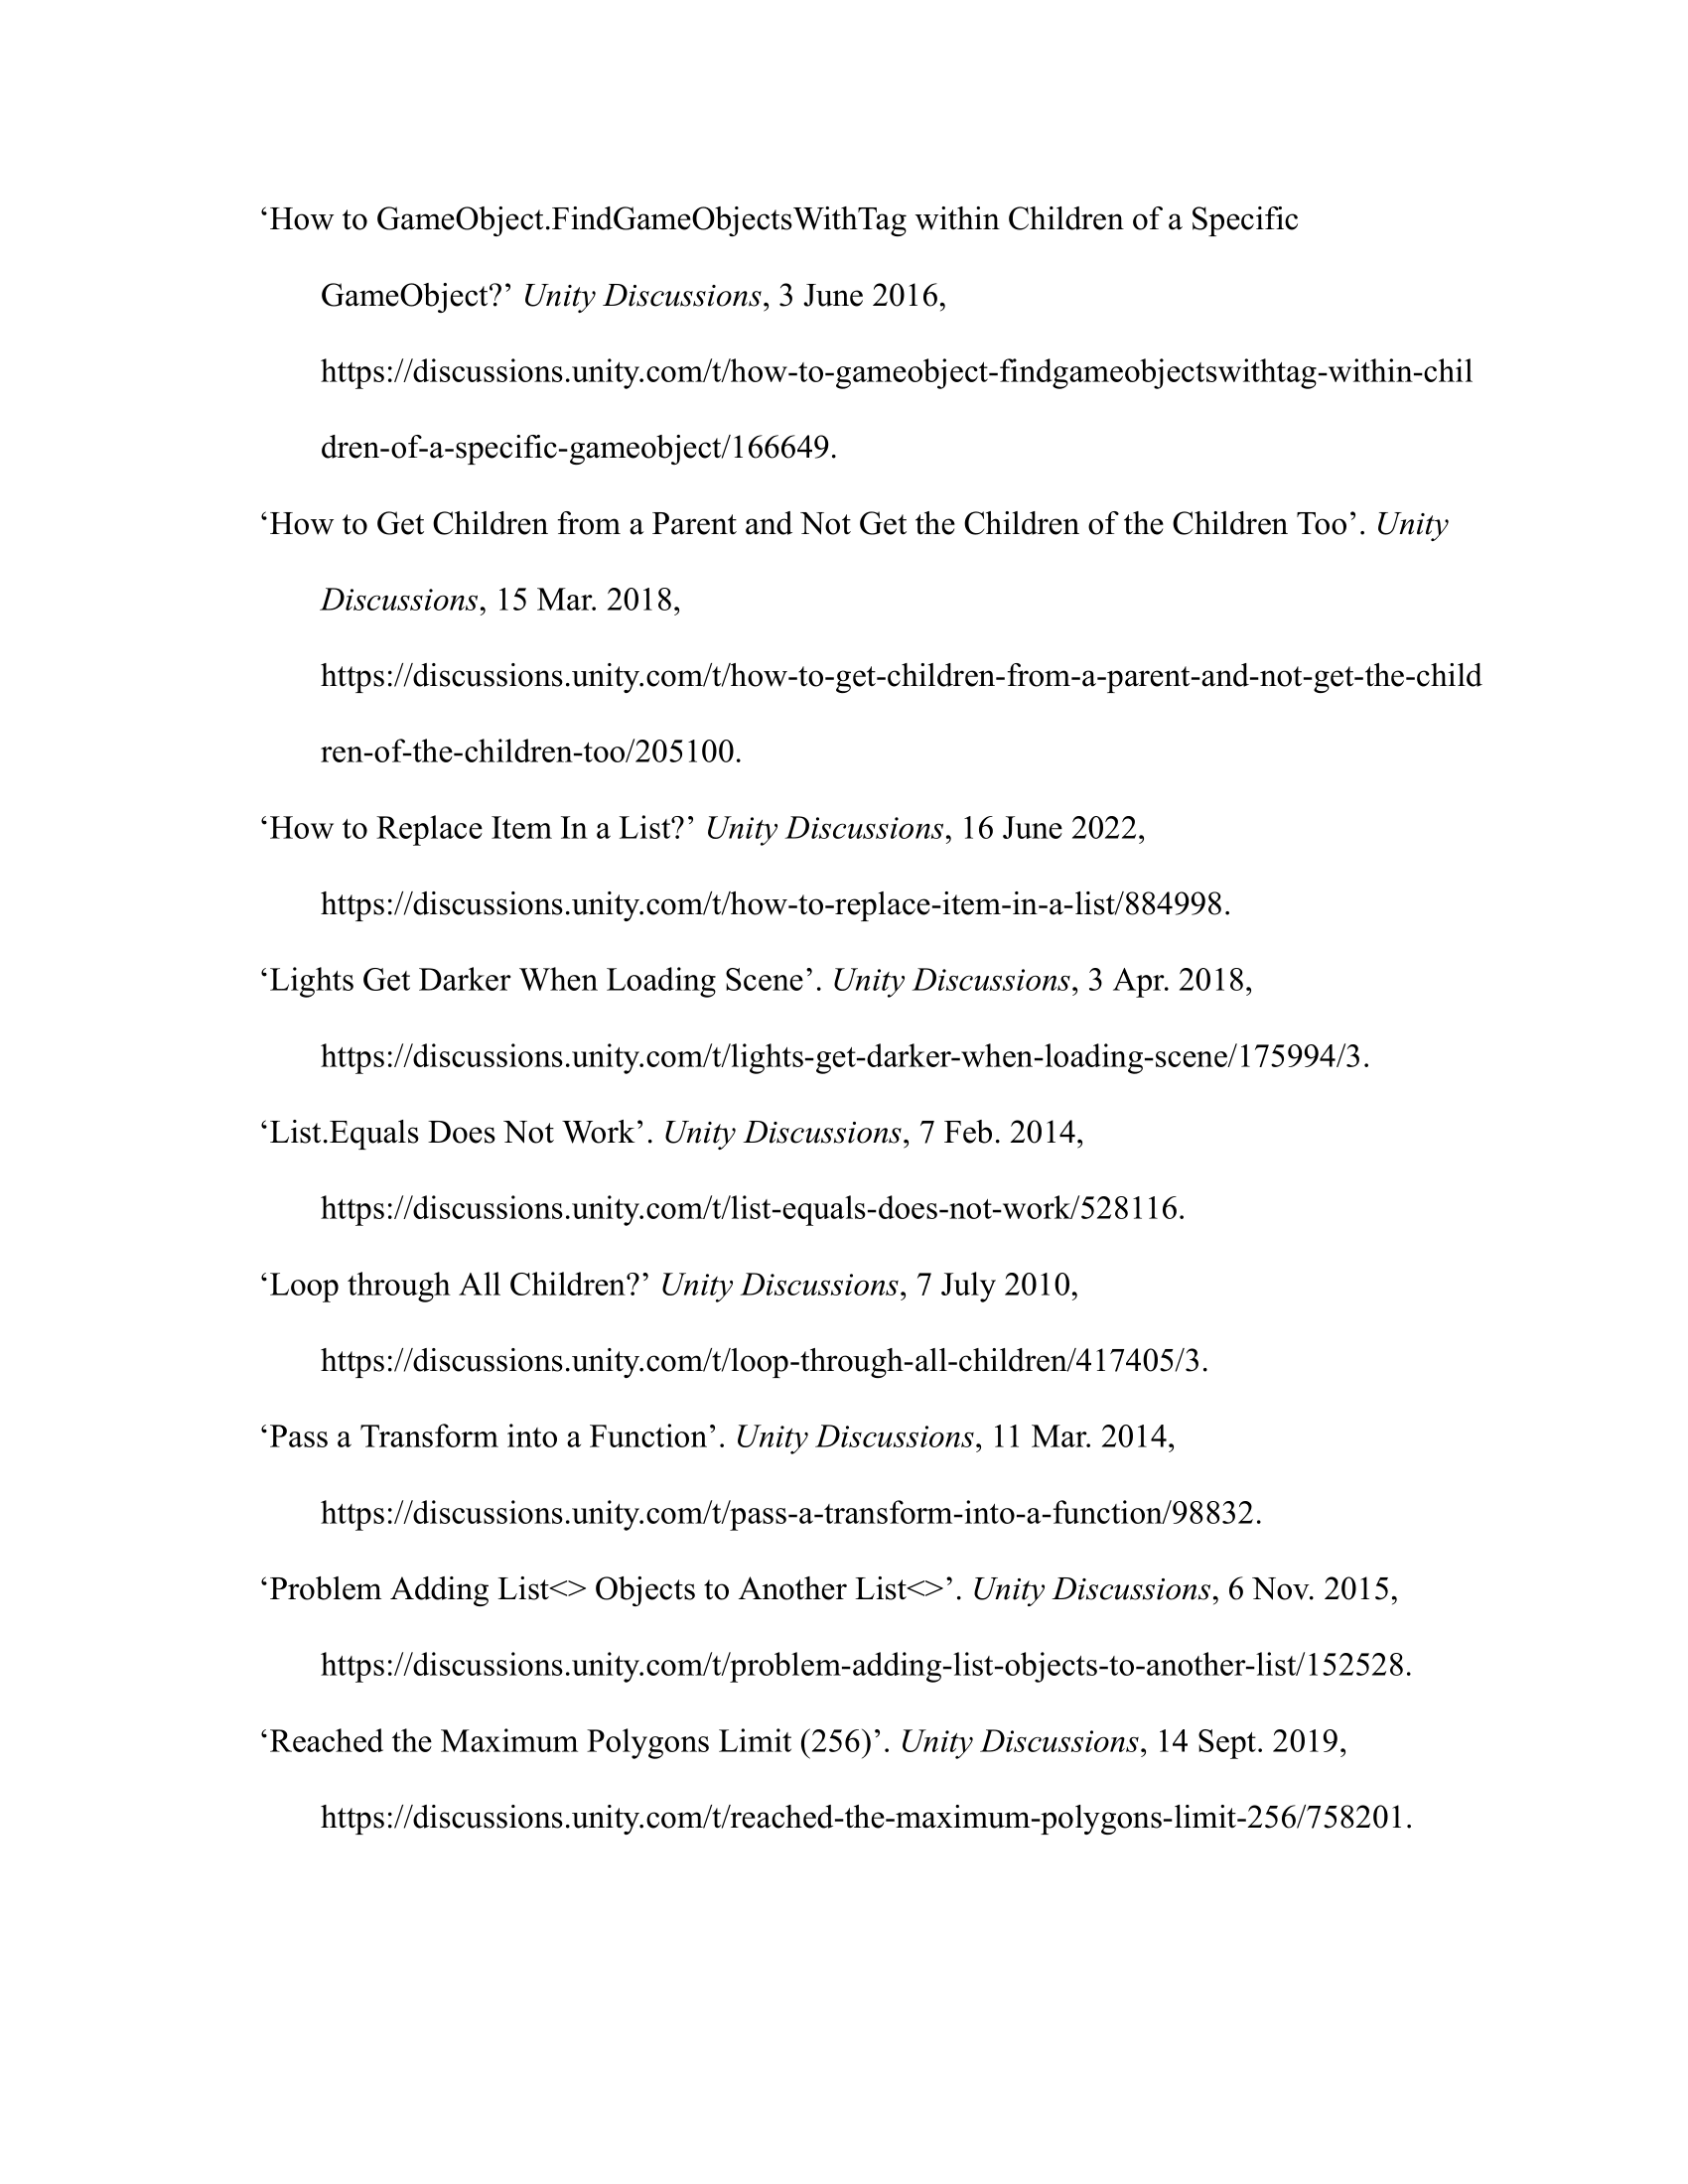 ‘How to GameObject.FindGameObjectsWithTag within Children of a Specific
GameObject?’ Unity Discussions, 3 June 2016,
https://discussions.unity.com/t/how-to-gameobject-findgameobjectswithtag-within-chil
dren-of-a-specific-gameobject/166649.
‘How to Get Children from a Parent and Not Get the Children of the Children Too’. Unity
Discussions, 15 Mar. 2018,
https://discussions.unity.com/t/how-to-get-children-from-a-parent-and-not-get-the-child
ren-of-the-children-too/205100.
‘How to Replace Item In a List?’ Unity Discussions, 16 June 2022,
https://discussions.unity.com/t/how-to-replace-item-in-a-list/884998.
‘Lights Get Darker When Loading Scene’. Unity Discussions, 3 Apr. 2018,
https://discussions.unity.com/t/lights-get-darker-when-loading-scene/175994/3.
‘List.Equals Does Not Work’. Unity Discussions, 7 Feb. 2014,
https://discussions.unity.com/t/list-equals-does-not-work/528116.
‘Loop through All Children?’ Unity Discussions, 7 July 2010,
https://discussions.unity.com/t/loop-through-all-children/417405/3.
‘Pass a Transform into a Function’. Unity Discussions, 11 Mar. 2014,
https://discussions.unity.com/t/pass-a-transform-into-a-function/98832.
‘Problem Adding List<> Objects to Another List<>’. Unity Discussions, 6 Nov. 2015,
https://discussions.unity.com/t/problem-adding-list-objects-to-another-list/152528.
‘Reached the Maximum Polygons Limit (256)’. Unity Discussions, 14 Sept. 2019,
https://discussions.unity.com/t/reached-the-maximum-polygons-limit-256/758201.